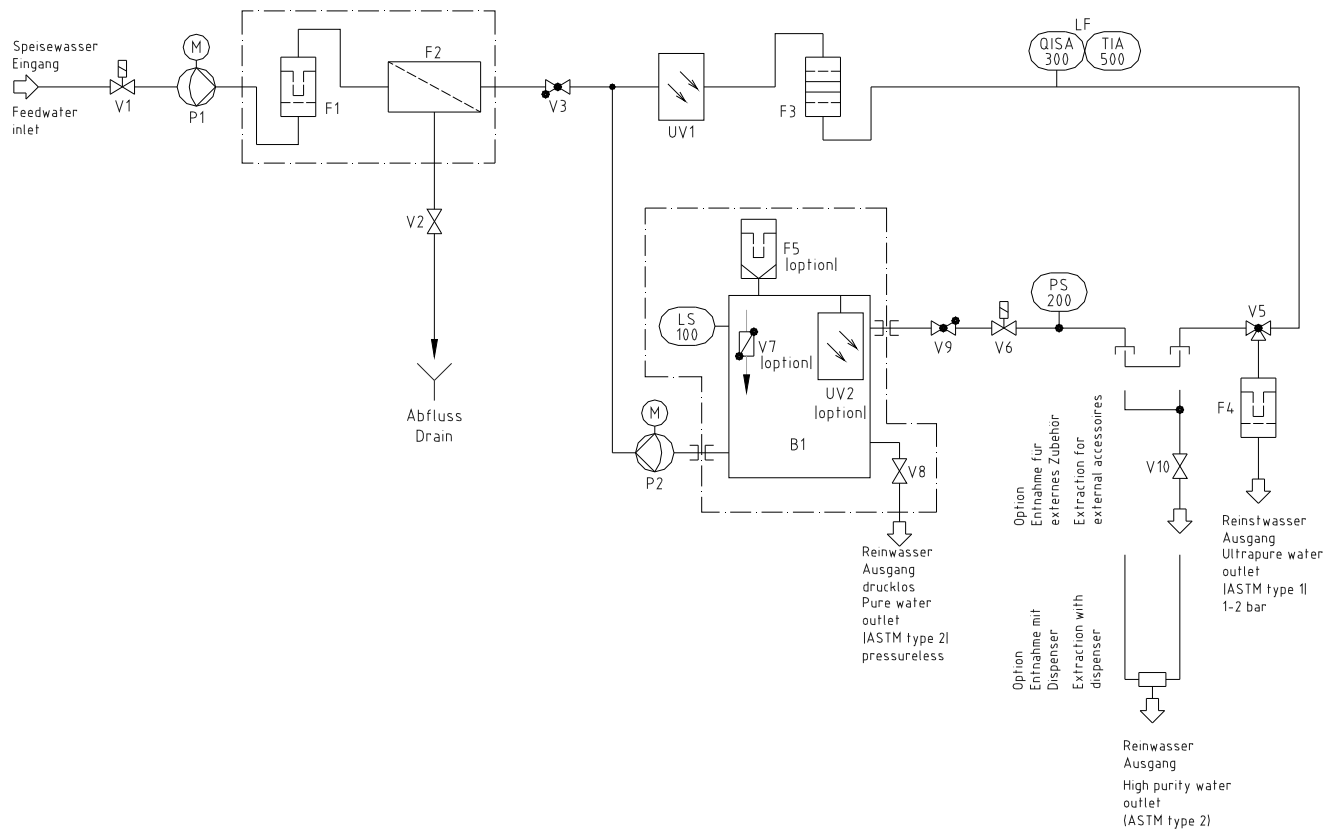 Speisewasser
Eingang
Feedwater
inlet
V1
M
P1
F1
F2
V3
UV1
F3
LF
QISA
300
TIA
500
V2
Abfluss
Drain
F5
|option|
LS
100
V7
|option|
UV2
|option|
B1
M
P2
V8
Reinwasser
Ausgang
drucklos
Pure water
outlet
|ASTM type 2|
pressureless
V9
V6
PS
200
V5
F4
V10
Option
Entnahme für
externes Zubehör
Extraction for
external accessoires
Reinstwasser
Ausgang
Ultrapure water
outlet
|ASTM type 1|
1-2 bar
Option
Entnahme mit
Dispenser
Extraction with
dispenser
Reinwasser
Ausgang
High purity water
outlet
(ASTM type 2)